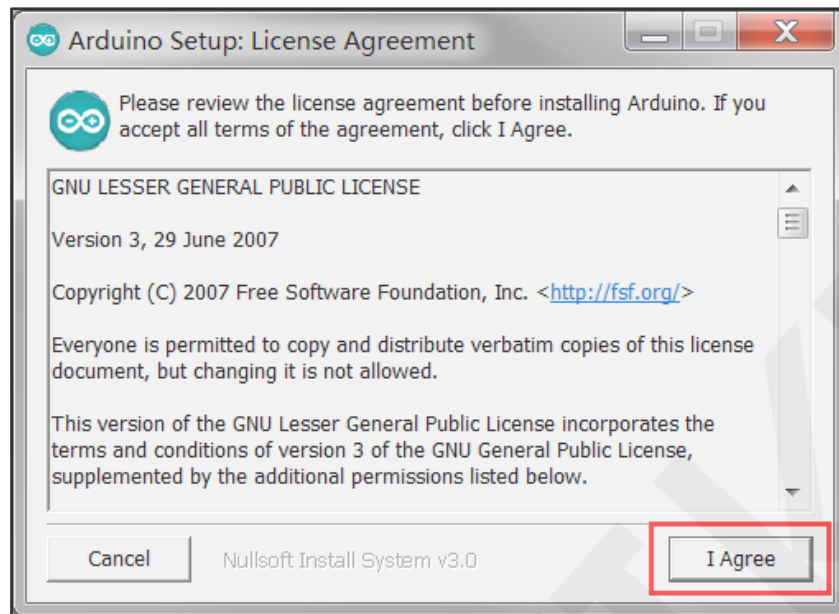 Arduino Setup: License Agreement
Please review the license agreement before installing Arduino. If you
accept all terms of the agreement, click I Agree.
GNU LESSER GENERAL PUBLIC LICENSE
Version 3, 29 June 2007
Copyright (C) 2007 Free Software Foundation, Inc. <http://fsf.org/>
Everyone is permitted to copy and distribute verbatim copies of this license
document, but changing it is not allowed.
This version of the GNU Lesser General Public License incorporates the
terms and conditions of version 3 of the GNU General Public License,
supplemented by the additional permissions listed below.
Cancel
Nullsoft Install System v3.0
I Agree